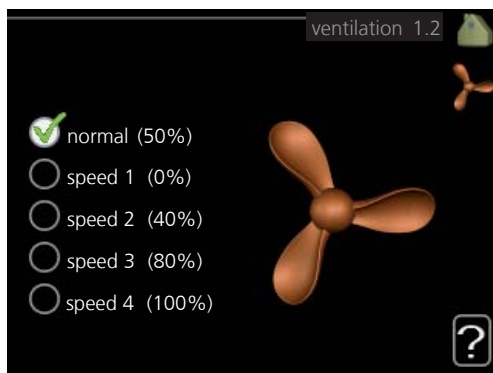 ventilation 1.2
normal (50%)
speed 1 (0%)
speed 2 (40%)
speed 3 (80%)
speed 4 (100%)
?